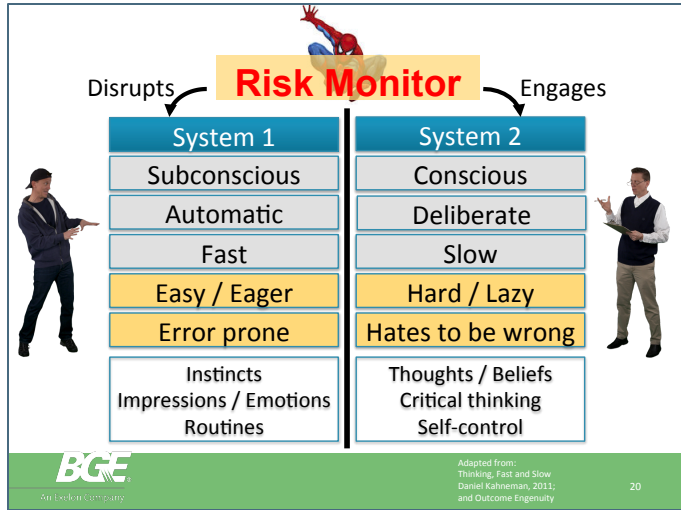 Disrupts
Risk Monitor
Engages
System 1
Subconscious
Automatic
Fast
Easy / Eager
Error prone
Instincts
Impressions / Emotions
Routines
System 2
Conscious
Deliberate
Slow
Hard / Lazy
Hates to be wrong
Thoughts / Beliefs
Critical thinking
Self-control
BGE
An Exelon Company
Adapted from:
Thinking, Fast and Slow
Daniel Kahneman, 2011;
and Outcome Engenuity
20